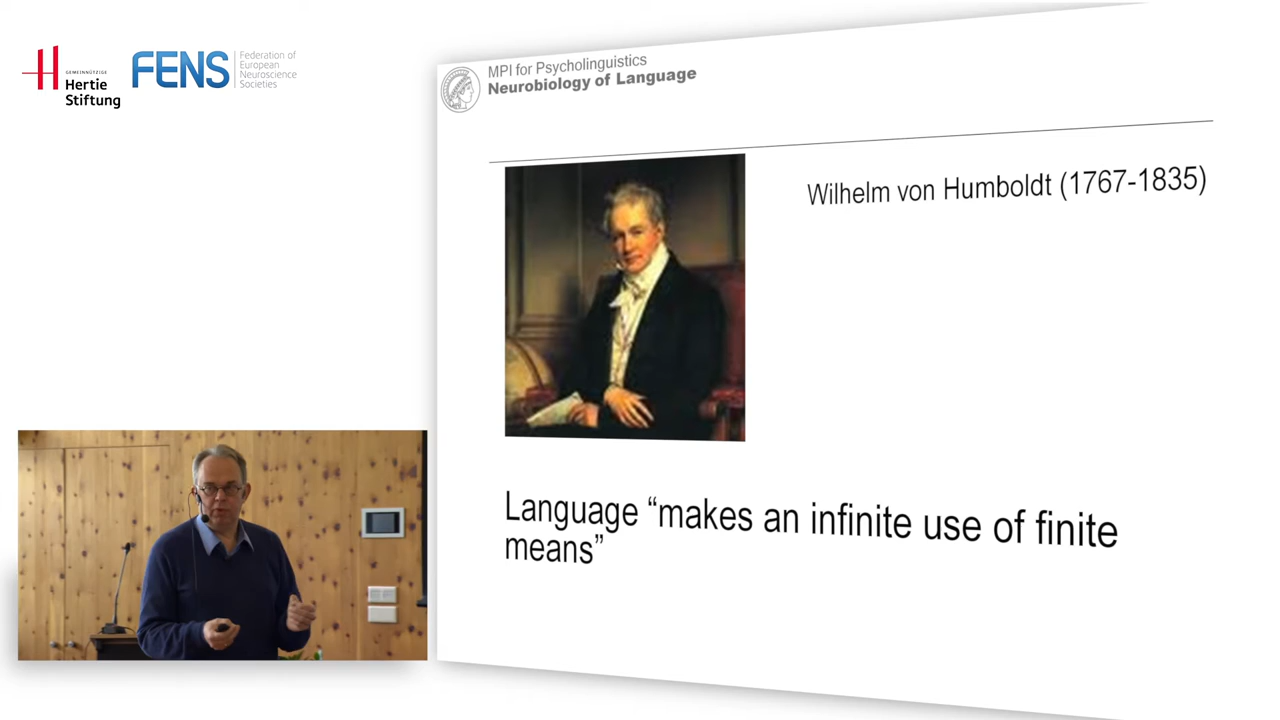 GEMEINNÜTZIGE
Hertie
Stiftung
FENS
Federation of
European
Neuroscience
Societies
MPI for Psycholinguistics
Neurobiology of Language
Wilhelm von Humboldt (1767-1835)
Language “makes an infinite use of finite
means”